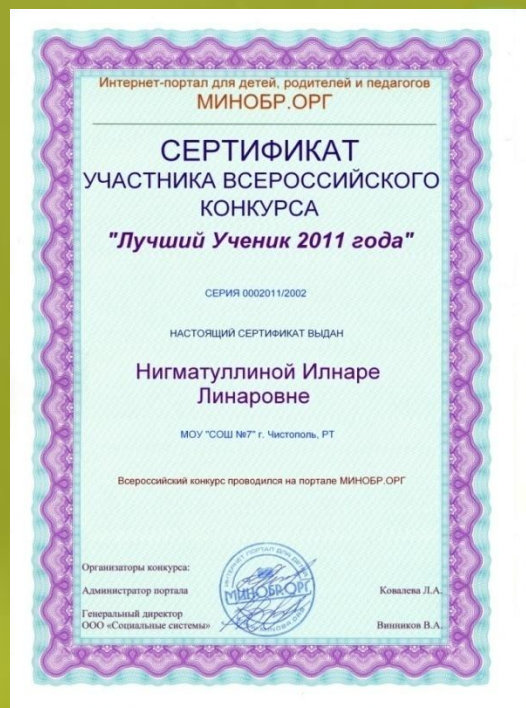 Интернет-портал для детей, родителей и педагогов
МИНОБР.ОРГ
СЕРТИФИКАТ
УЧАСТНИКА ВСЕРОССИЙСКОГО
КОНКУРСА
"Лучший Ученик 2011 года"
СЕРИЯ 0002011/2002
НАСТОЯЩИЙ СЕРТИФИКАТ ВЫДАН
Нигматуллиной Илнаре
Линаровне
МОУ "СОШ №7" г. Чистополь, РТ
Всероссийский конкурс проводился на портале МИНОБР.ОРГ
Организаторы конкурса:
Администратор портала Ковалева Л.А.
Генеральный директор
ООО «Социальные системы» Винников В.А.
МИНОБР.ОРГ